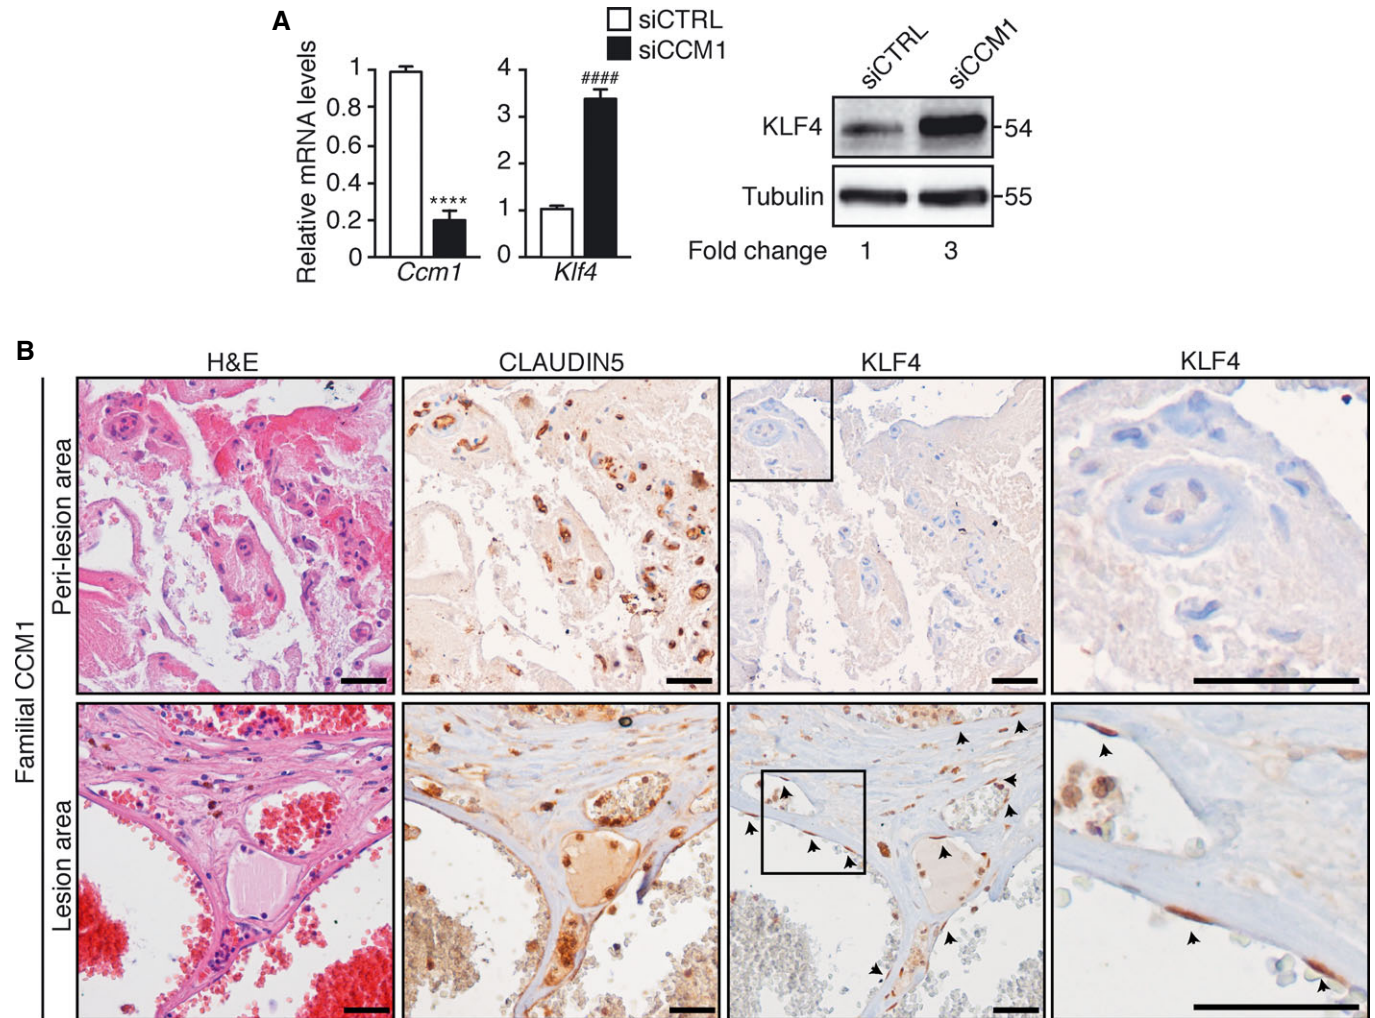 A
siCTRL
siCCM1
Relative mRNA levels
1
0.8
0.6
0.4
0.2
0
****
Ccm1
4
3
2
1
0
####
Klf4
siCTRL
siCCM1
KLF4
54
Tubulin
55
Fold change 1 3
B
H&E CLAUDIN5 KLF4 KLF4
Familial CCM1
Peri-lesion area
Lesion area